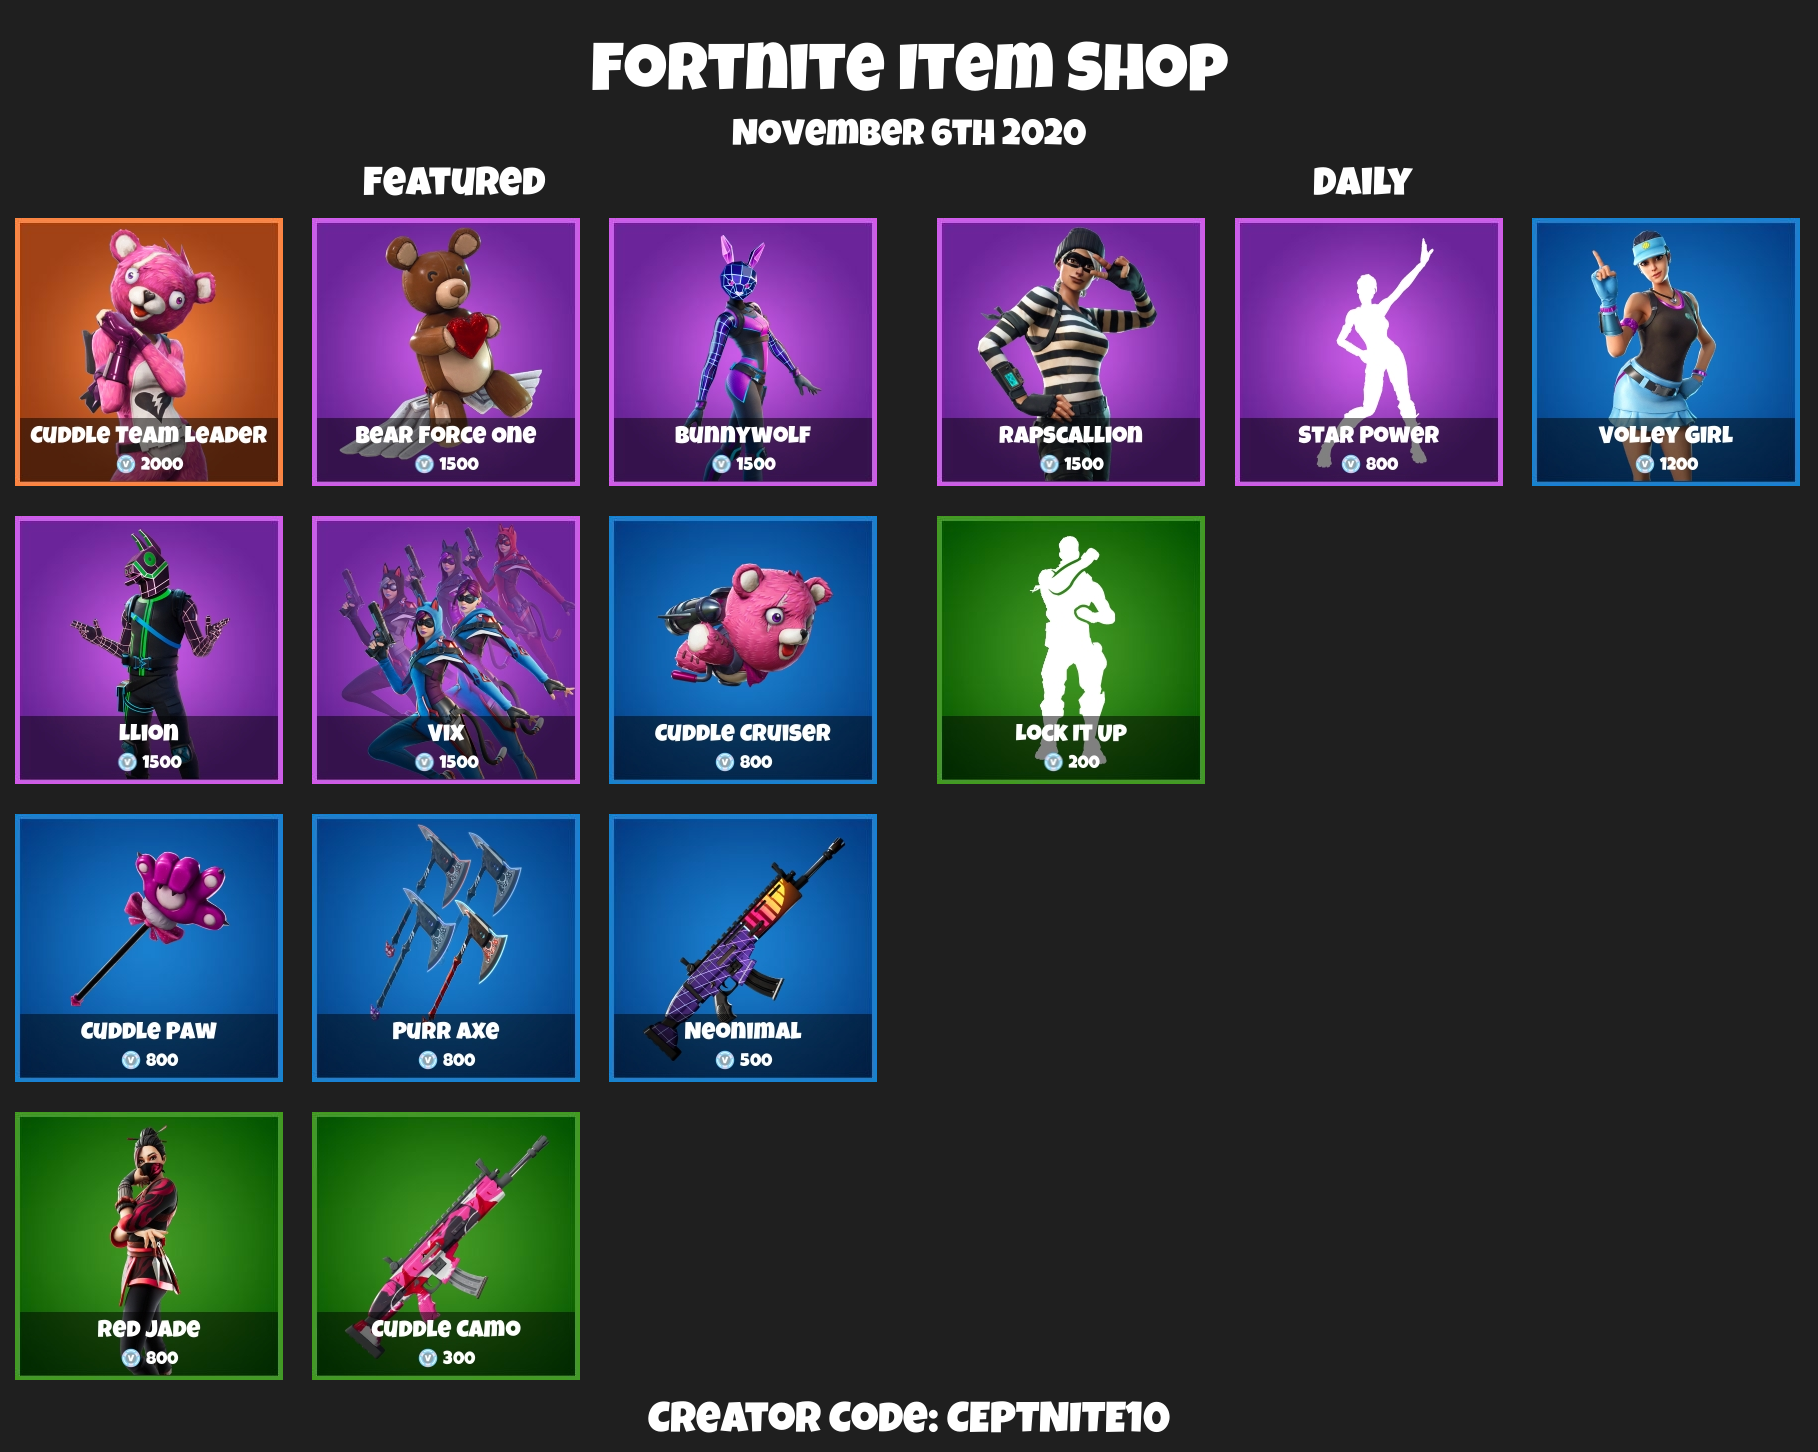 FORTNITE ITEM SHOP
NOVEMBER 6TH 2020
FEATURED
DAILY
CUDDLE TEAM LEADER
2000
BEAR FORCE ONE
1500
BUNNYWOLF
1500
RAPSCALLION
1500
STAR POWER
800
VOLLEY GIRL
1200
LLION
1500
VIX
1500
CUDDLE CRUISER
800
LOCK IT UP
200
CUDDLE PAW
800
PURR AXE
800
NEONIMAL
500
RED JADE
800
CUDDLE CAMO
300
CREATOR CODE: CEPTNITE10